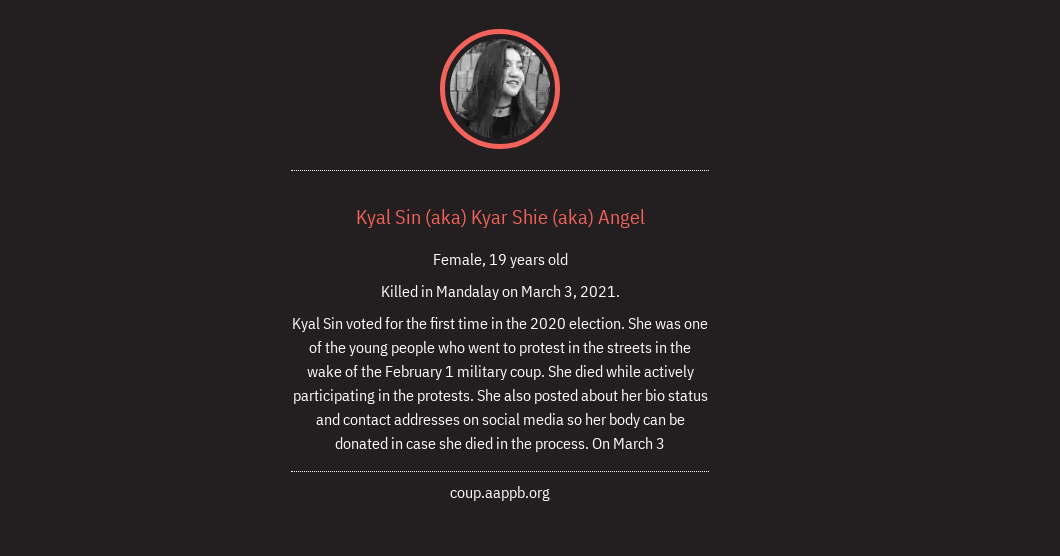 Kyal Sin (aka) Kyar Shie (aka) Angel
Female, 19 years old
Killed in Mandalay on March 3, 2021.
Kyal Sin voted for the first time in the 2020 election. She was one
of the young people who went to protest in the streets in the
wake of the February 1 military coup. She died while actively
participating in the protests. She also posted about her bio status
and contact addresses on social media so her body can be
donated in case she died in the process. On March 3
coup.aappb.org